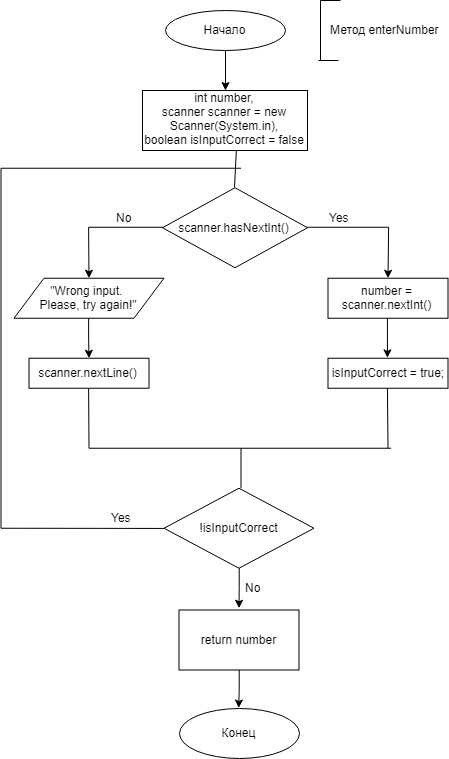 Начало
Метод enterNumber
int number,
scanner scanner = new
Scanner(System.in),
boolean isInputCorrect = false
scanner.hasNextInt()
No
Yes
"Wrong input.
Please, try again!"
number =
scanner.nextInt()
scanner.nextLine()
isInputCorrect = true;
!isInputCorrect
Yes
No
return number
Конец